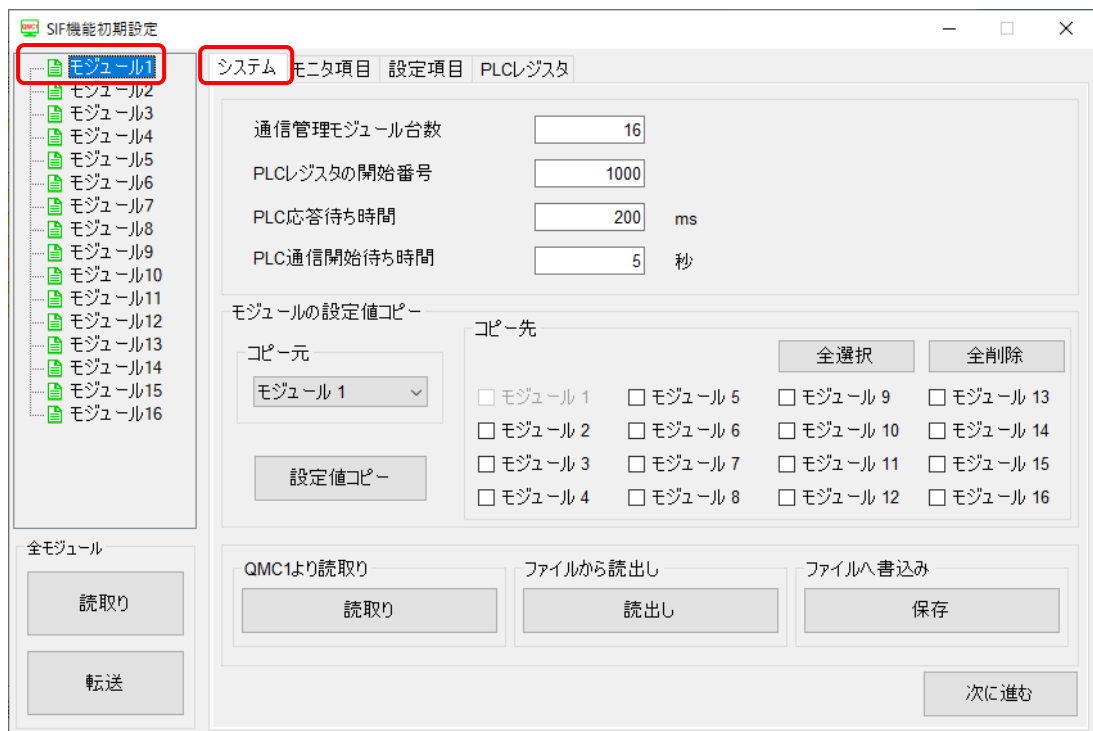 QMC1 SIF機能初期設定
モジュール1
モジュール2
モジュール3
モジュール4
モジュール5
モジュール6
モジュール7
モジュール8
モジュール9
モジュール10
モジュール11
モジュール12
モジュール13
モジュール14
モジュール15
モジュール16
全モジュール
読取り
転送
システム モニタ項目 設定項目 PLCレジスタ
通信管理モジュール台数 16
PLCレジスタの開始番号 1000
PLC応答待ち時間 200 ms
PLC通信開始待ち時間 5 秒
モジュールの設定値コピー
コピー元
モジュール 1
設定値コピー
コピー先
全選択 全削除
モジュール 1 モジュール 5 モジュール 9 モジュール 13
モジュール 2 モジュール 6 モジュール 10 モジュール 14
モジュール 3 モジュール 7 モジュール 11 モジュール 15
モジュール 4 モジュール 8 モジュール 12 モジュール 16
QMC1より読取り ファイルから読出し ファイルへ書込み
読取り 読出し 保存
次に進む